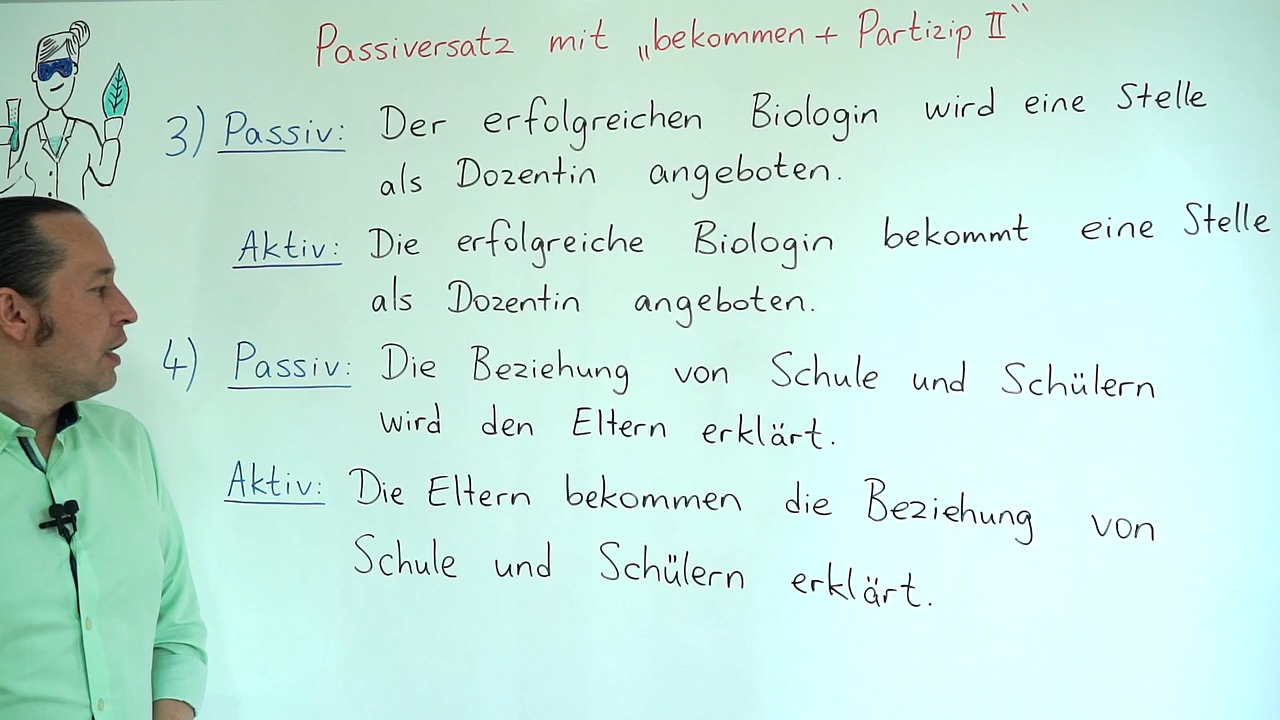 Passiversatz mit „bekommen + Partizip II“
3) Passiv: Der erfolgreichen Biologin wird eine Stelle
als Dozentin angeboten.
Aktiv: Die erfolgreiche Biologin bekommt eine Stelle
als Dozentin angeboten.
4) Passiv: Die Beziehung von Schule und Schülern
wird den Eltern erklärt.
Aktiv: Die Eltern bekommen die Beziehung von
Schule und Schülern erklärt.